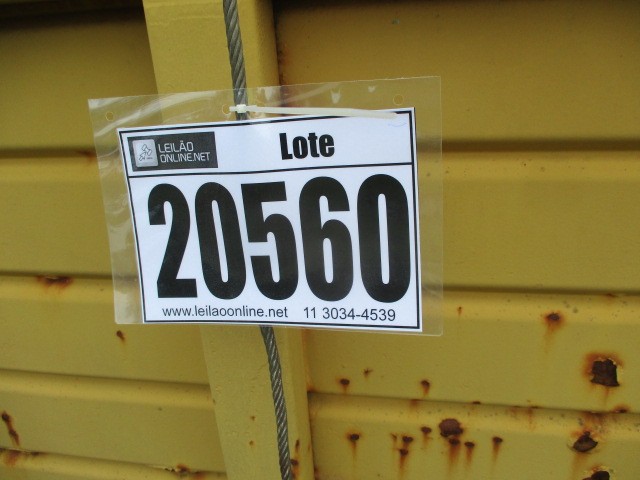 LEILÃO
ONLINE.NET
Lote
20560
www.leilaoonline.net 11 3034-4539